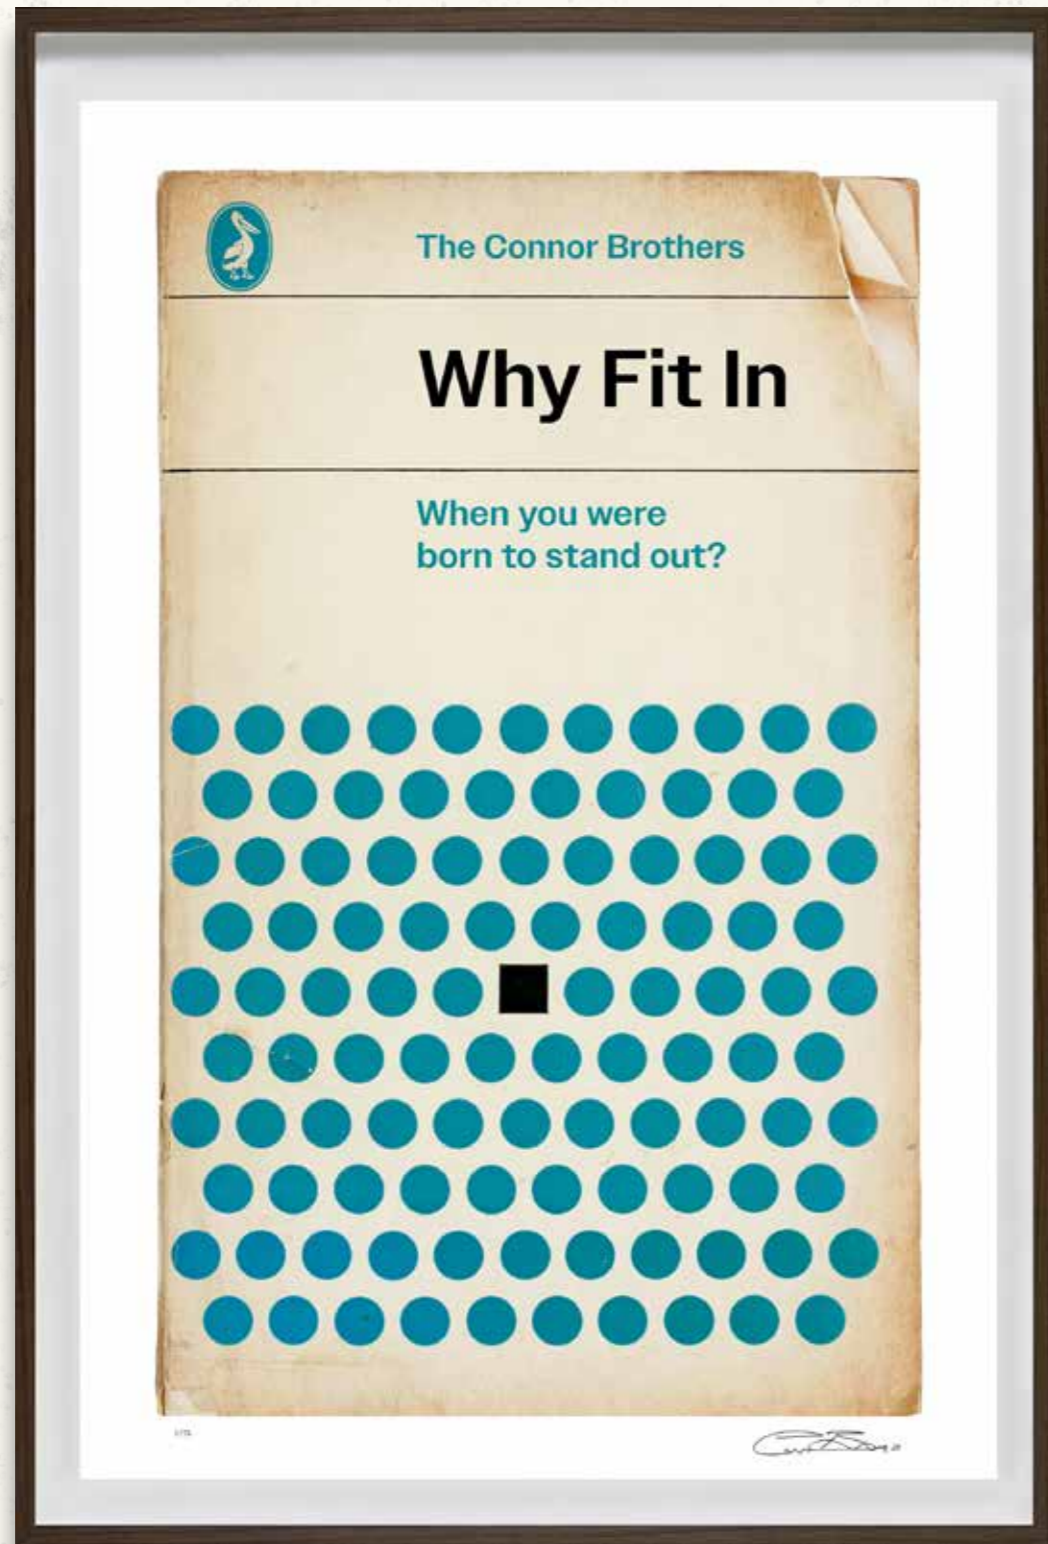 The Connor Brothers
Why Fit In
When you were
born to stand out?